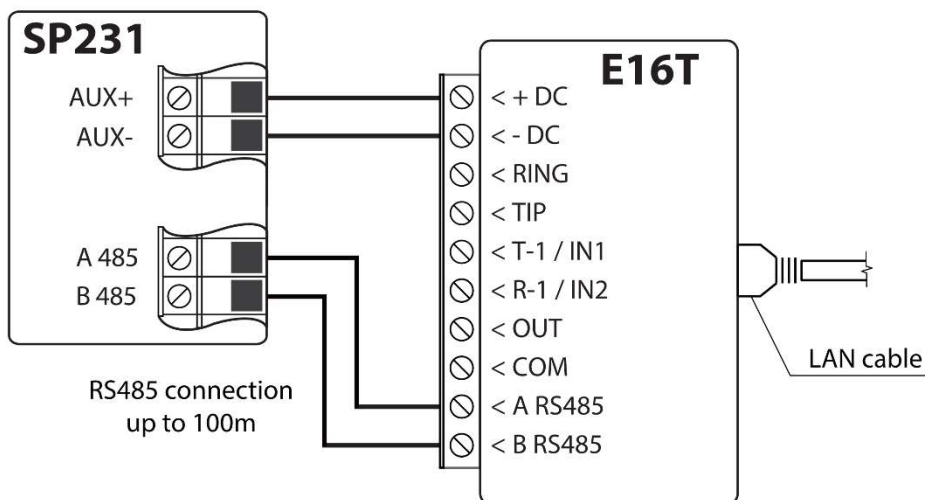 SP231
AUX+
AUX-
A 485
B 485
RS485 connection
up to 100m
E16T
< + DC
< - DC
< RING
< TIP
< T-1 / IN1
< R-1 / IN2
< OUT
< COM
< A RS485
< B RS485
LAN cable